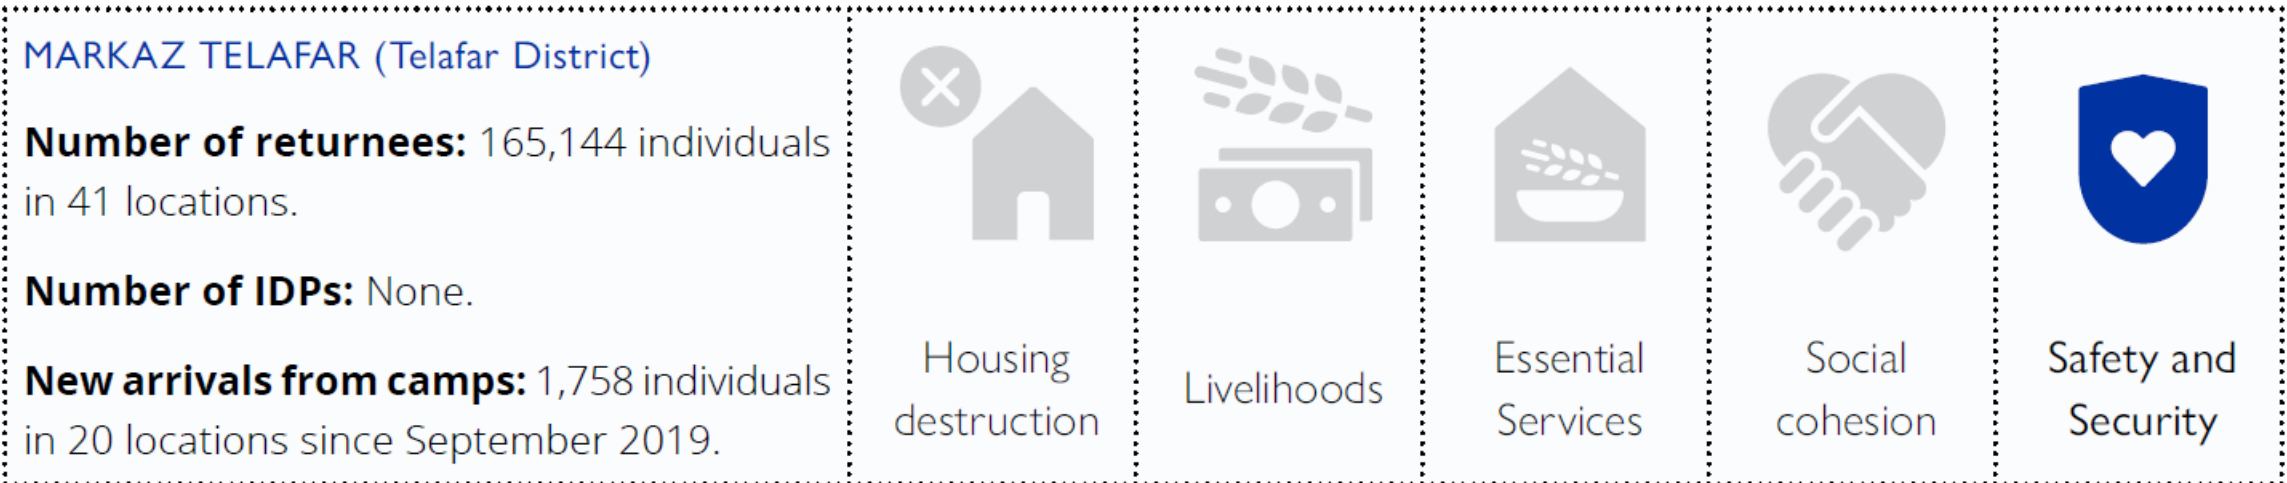 MARKAZ TELAFAR (Telafar District)
Number of returnees: 165,144 individuals
in 41 locations.
Number of IDPs: None.
New arrivals from camps: 1,758 individuals
in 20 locations since September 2019.
Housing
destruction
Livelihoods
Essential
Services
Social
cohesion
Safety and
Security